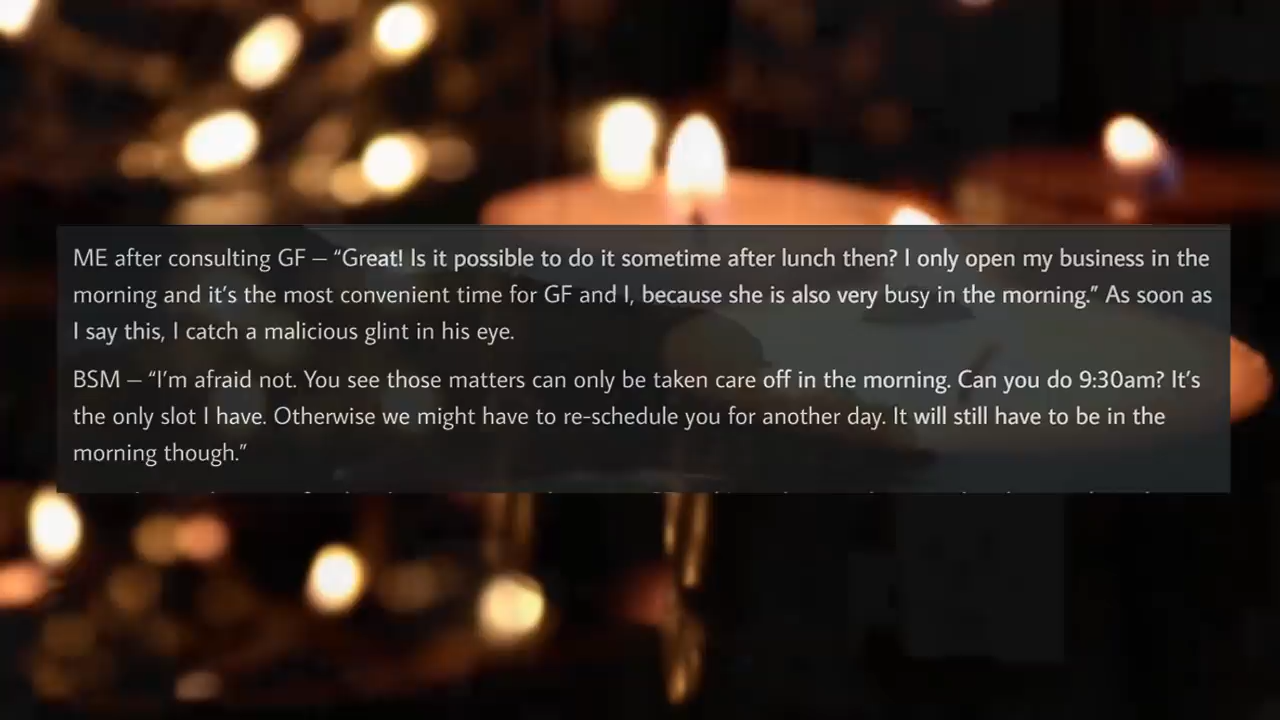 ME after consulting GF – “Great! Is it possible to do it sometime after lunch then? I only open my business in the
morning and it’s the most convenient time for GF and I, because she is also very busy in the morning.” As soon as
I say this, I catch a malicious glint in his eye.
BSM – “I’m afraid not. You see those matters can only be taken care off in the morning. Can you do 9:30am? It’s
the only slot I have. Otherwise we might have to re-schedule you for another day. It will still have to be in the
morning though.”